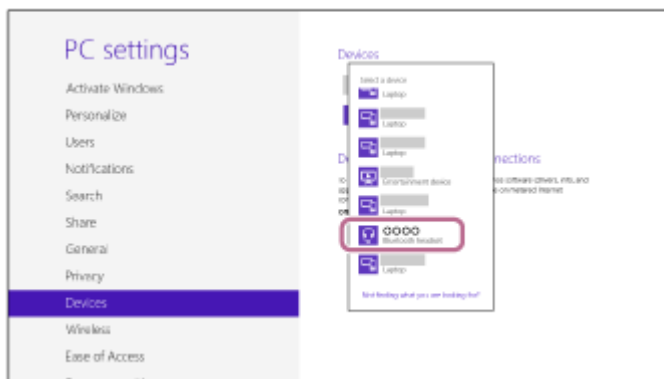 PC settings
Activate Windows
Personalize
Users
Notifications
Search
Share
General
Privacy
Devices
Wireless
Ease of Access
Devices
Select a device
Laptop
Laptop
Laptop
Entertainment device
Laptop
OOOO
Bluetooth headset
Laptop
Not finding what you are looking for?
nections